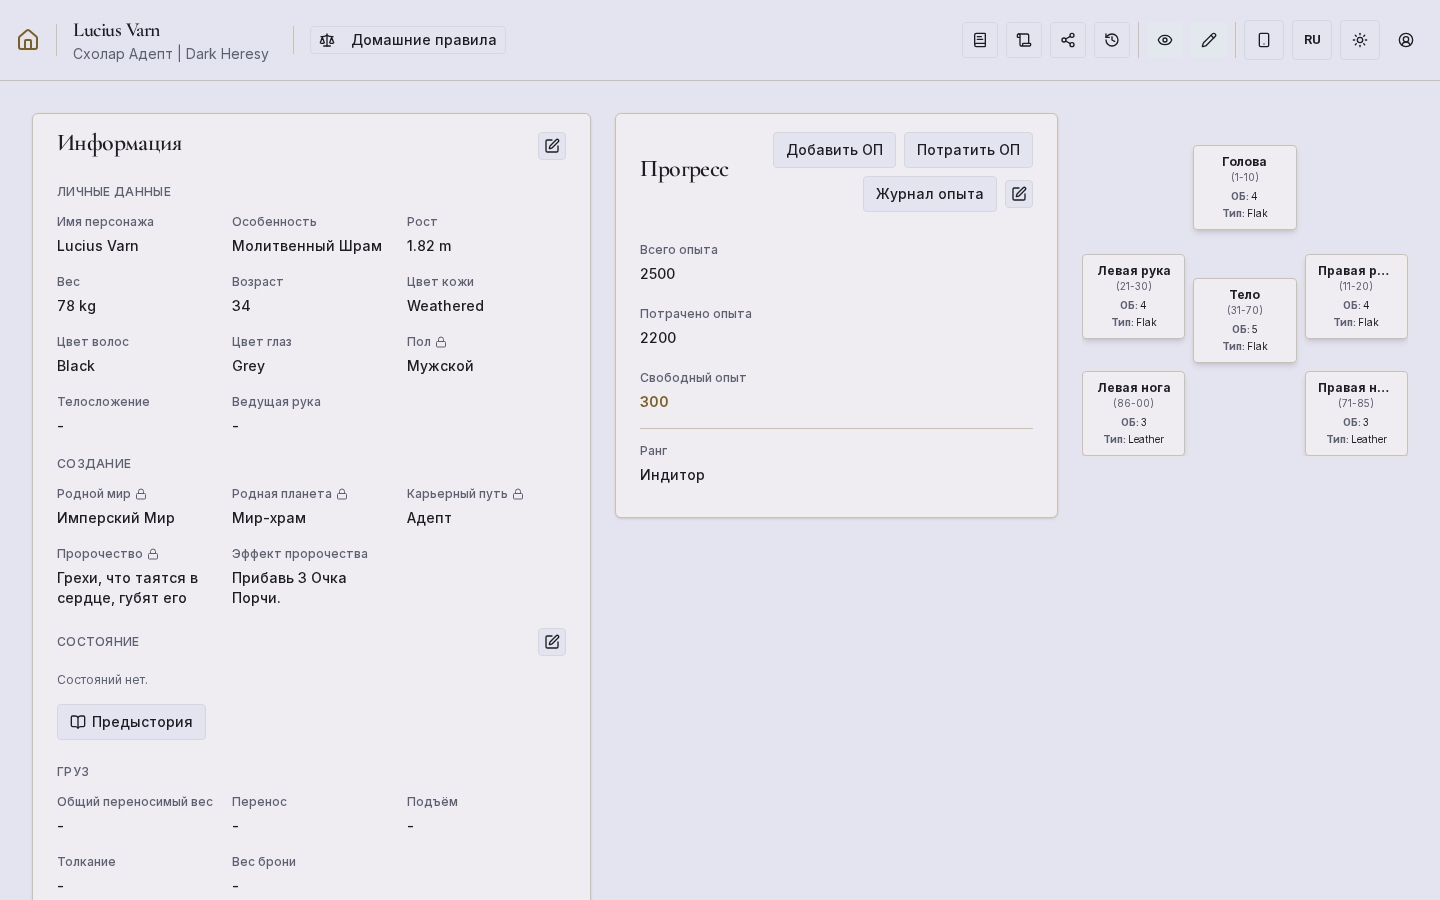 Lucius Varn
Схолар Адепт | Dark Heresy
Домашние правила
RU
Информация
ЛИЧНЫЕ ДАННЫЕ
Имя персонажа
Lucius Varn
Особенность
Молитвенный Шрам
Рост
1.82 m
Вес
78 kg
Возраст
34
Цвет кожи
Weathered
Цвет волос
Black
Цвет глаз
Grey
Пол
Мужской
Телосложение
-
Ведущая рука
-
СОЗДАНИЕ
Родной мир
Имперский Мир
Родная планета
Мир-храм
Карьерный путь
Адепт
Пророчество
Грехи, что таятся в
сердце, губят его
Эффект пророчества
Прибавь 3 Очка
Порчи.
СОСТОЯНИЕ
Состояний нет.
Предыстория
ГРУЗ
Общий переносимый вес
-
Перенос
-
Подъём
-
Толкание
-
Вес брони
-
Прогресс
Добавить ОП
Потратить ОП
Журнал опыта
Всего опыта
2500
Потрачено опыта
2200
Свободный опыт
300
Ранг
Индитор
Голова
(1-10)
ОБ: 4
Тип: Flak
Левая рука
(21-30)
ОБ: 4
Тип: Flak
Тело
(31-70)
ОБ: 5
Тип: Flak
Правая р...
(11-20)
ОБ: 4
Тип: Flak
Левая нога
(86-00)
ОБ: 3
Тип: Leather
Правая н...
(71-85)
ОБ: 3
Тип: Leather